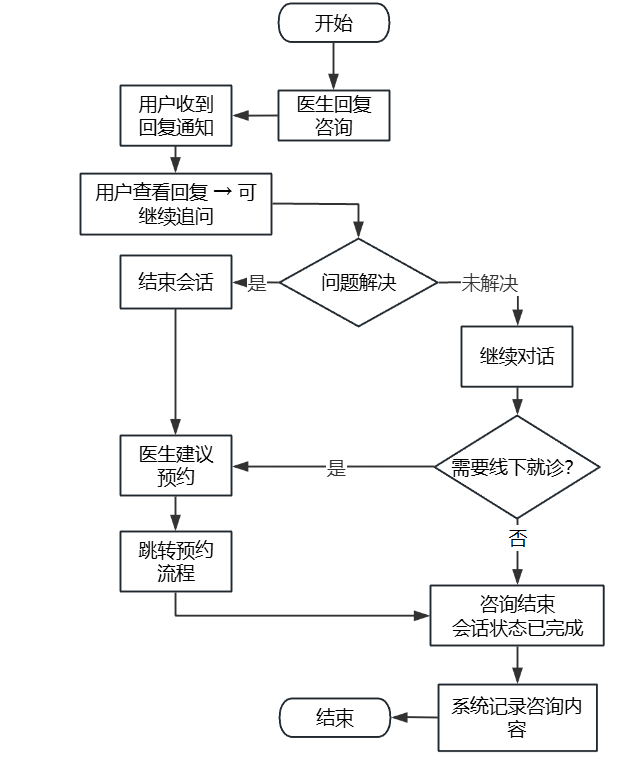 开始
医生回复
咨询
用户收到
回复通知
用户查看回复 → 可
继续追问
问题解决
是
结束会话
未解决
继续对话
需要线下就诊?
是
医生建议
预约
否
跳转预约
流程
咨询结束
会话状态已完成
系统记录咨询内
容
结束